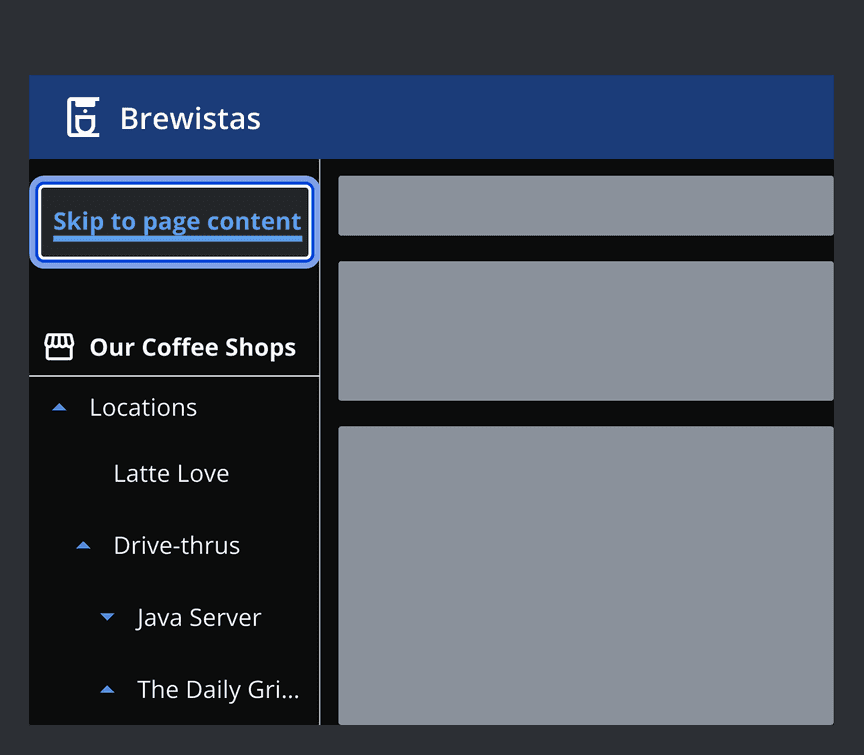 Brewistas
Skip to page content
Our Coffee Shops
Locations
Latte Love
Drive-thrus
Java Server
The Daily Gri...